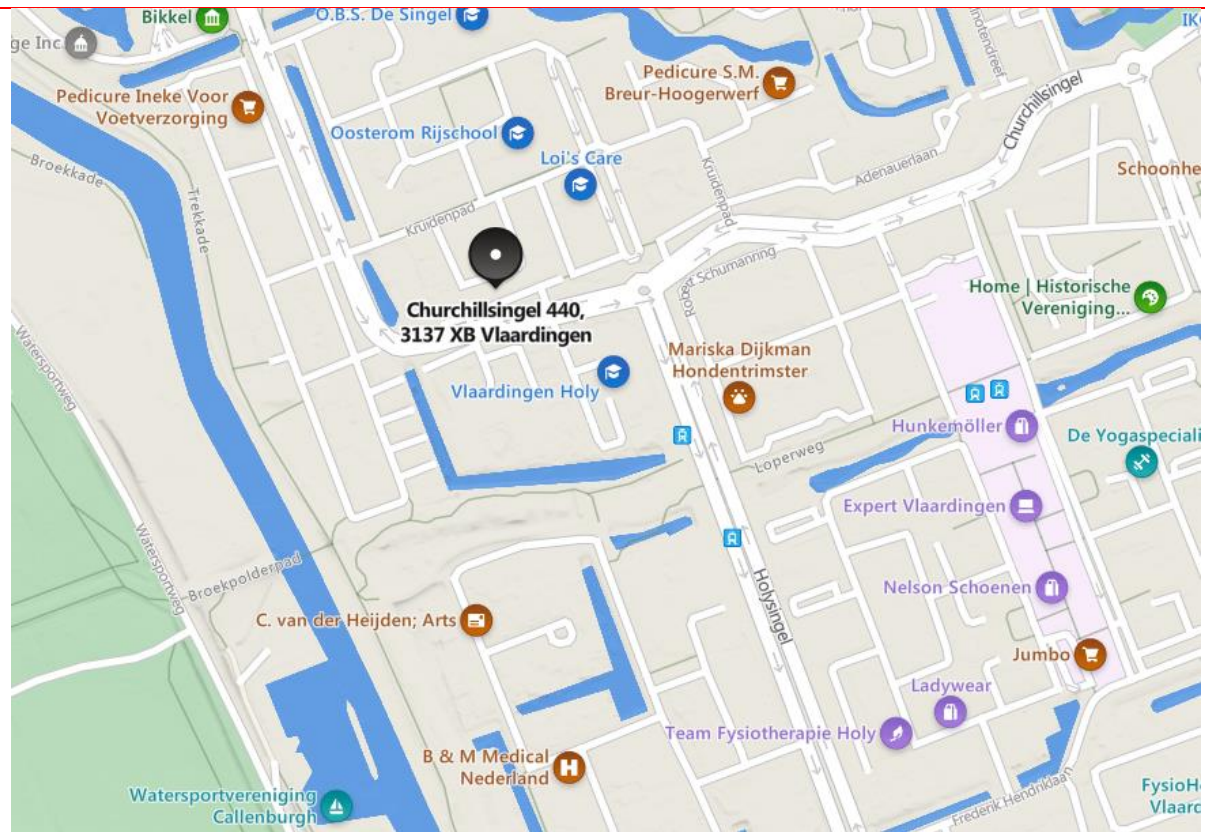 Bikkel
O.B.S. De Singel
ge Inc.
Pedicure S.M.
Breur-Hoogerwerf
Pedicure Ineke Voor
Voetverzorging
Oosterom Rijschool
Loi's Care
Churchillsingel
Adenauerlaan
Kruidenpad
Schoonhe
Broekkade
Trekkade
Kruidenpad
Robert Schumanring
Churchillsingel 440,
3137 XB Vlaardingen
Home | Historische
Vereniging...
Watersportweg
Mariska Dijkman
Hondentrimster
Vlaardingen Holy
Hunkemöller
De Yogaspeciali
Loperweg
Expert Vlaardingen
Watersportweg
Broekpolderpad
Nelson Schoenen
Holysingel
C. van der Heijden; Arts
Jumbo
Ladywear
Team Fysiotherapie Holy
B & M Medical
Nederland
Watersportvereniging
Callenburgh
Frederik Hendriklaan
FysioH
Vlaard